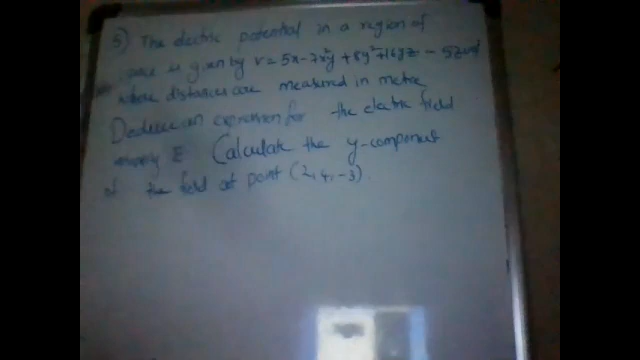 5) The electric potential in a region of
space is given by V = 5x - 7x²y + 8y² + 16yz - 5z
where distances are measured in metre
Deduce an expression for the electric field
E Calculate the y-component
of the field at point (2, 4, -3).